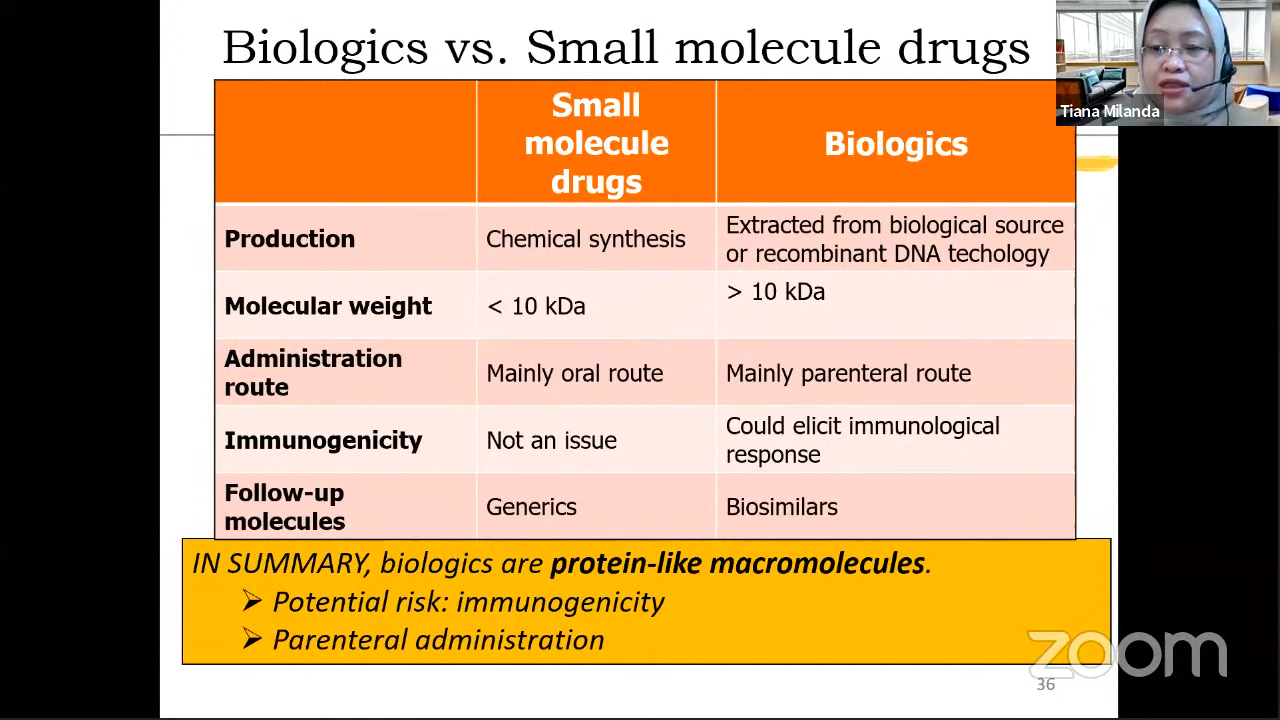 Biologics vs. Small molecule drugs
Tiana Milanda
Small
molecule
drugs
Biologics
Production
Chemical synthesis
Extracted from biological source
or recombinant DNA techology
Molecular weight
< 10 kDa
> 10 kDa
Administration
route
Mainly oral route
Mainly parenteral route
Immunogenicity
Not an issue
Could elicit immunological
response
Follow-up
molecules
Generics
Biosimilars
IN SUMMARY, biologics are protein-like macromolecules.
➢ Potential risk: immunogenicity
➢ Parenteral administration
zoom
36